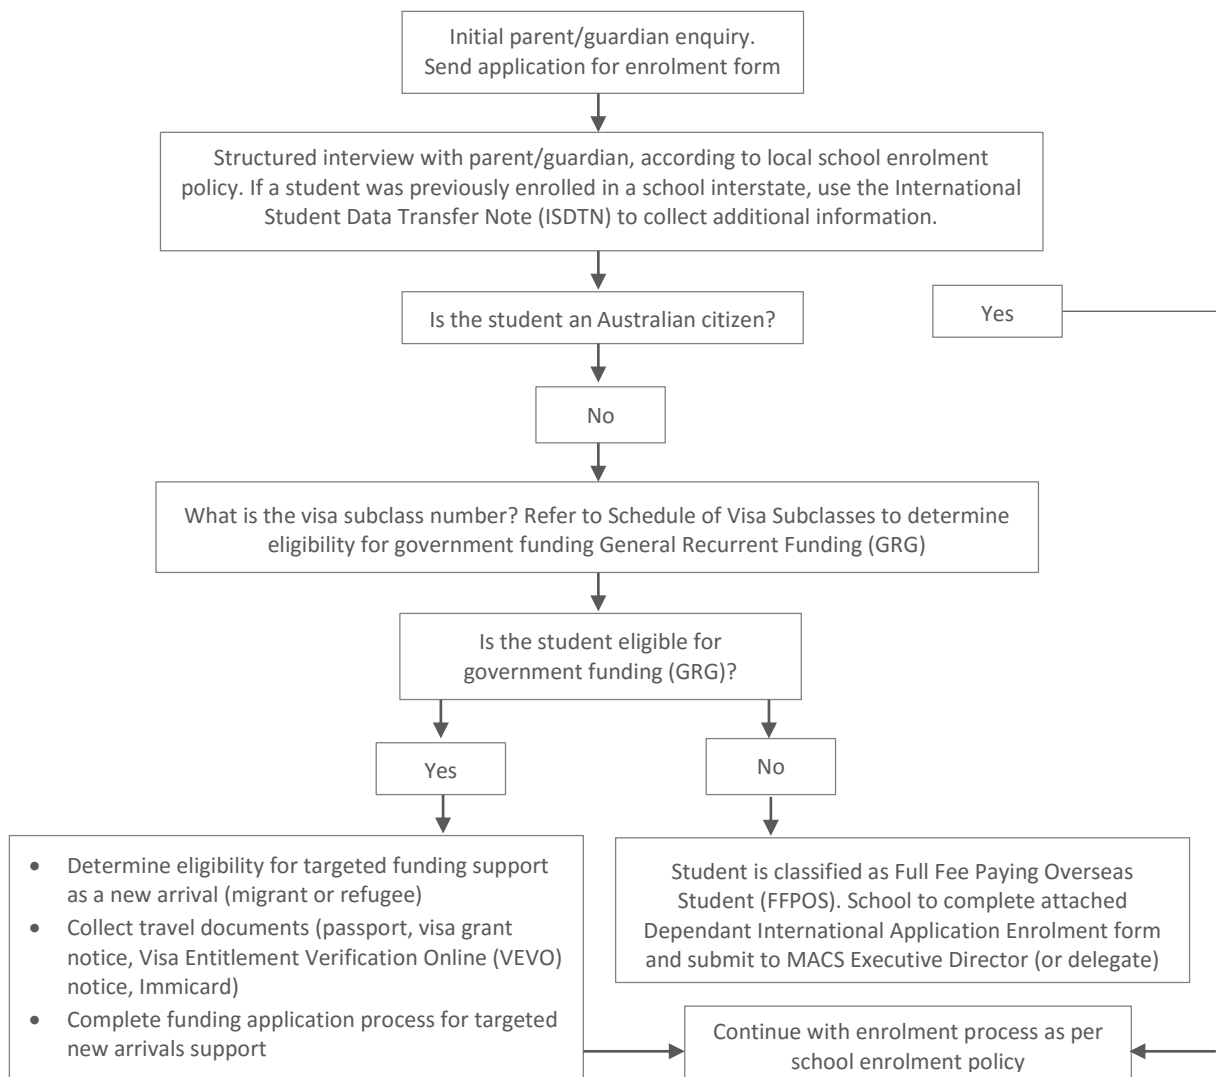 Initial parent/guardian enquiry.
Send application for enrolment form
Structured interview with parent/guardian, according to local school enrolment
policy. If a student was previously enrolled in a school interstate, use the International
Student Data Transfer Note (ISDTN) to collect additional information.
Is the student an Australian citizen?
Yes
No
What is the visa subclass number? Refer to Schedule of Visa Subclasses to determine
eligibility for government funding General Recurrent Funding (GRG)
Is the student eligible for
government funding (GRG)?
Yes
No
• Determine eligibility for targeted funding support
as a new arrival (migrant or refugee)
• Collect travel documents (passport, visa grant
notice, Visa Entitlement Verification Online (VEVO)
notice, Immicard)
• Complete funding application process for targeted
new arrivals support
Student is classified as Full Fee Paying Overseas
Student (FFPOS). School to complete attached
Dependant International Application Enrolment form
and submit to MACS Executive Director (or delegate)
Continue with enrolment process as per
school enrolment policy